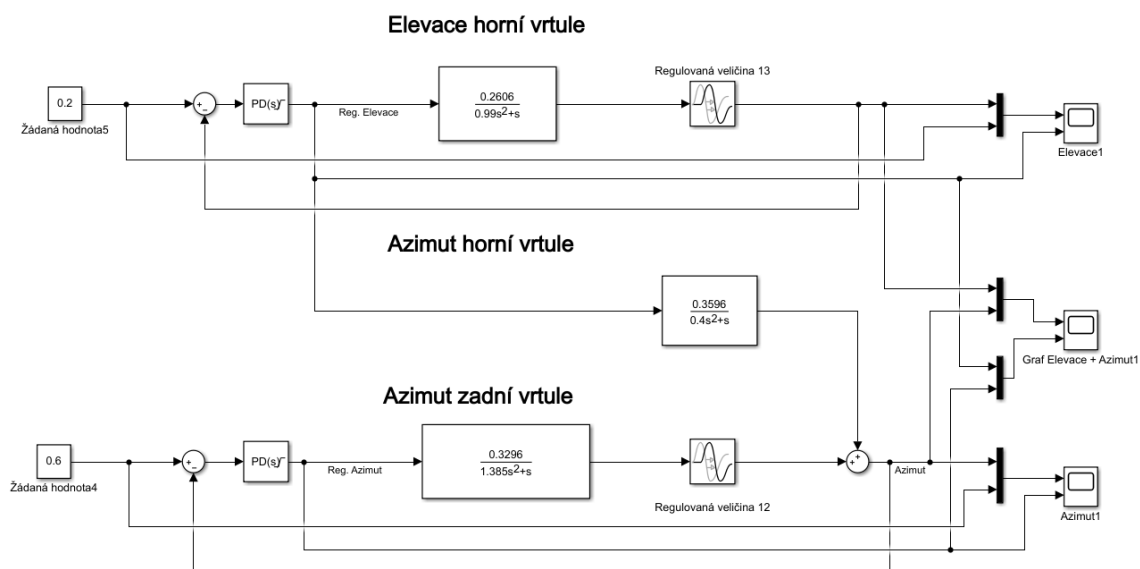 Elevace horní vrtule
Regulovaná veličina 13
0.2
PD(s)
0.2606
0.99s²+s
Reg. Elevace
Žádaná hodnota5
Elevace1
Azimut horní vrtule
0.3596
0.4s²+s
Graf Elevace + Azimut1
Azimut zadní vrtule
0.6
PD(s)
0.3296
1.385s²+s
Reg. Azimut
Azimut
Žádaná hodnota4
Regulovaná veličina 12
Azimut1